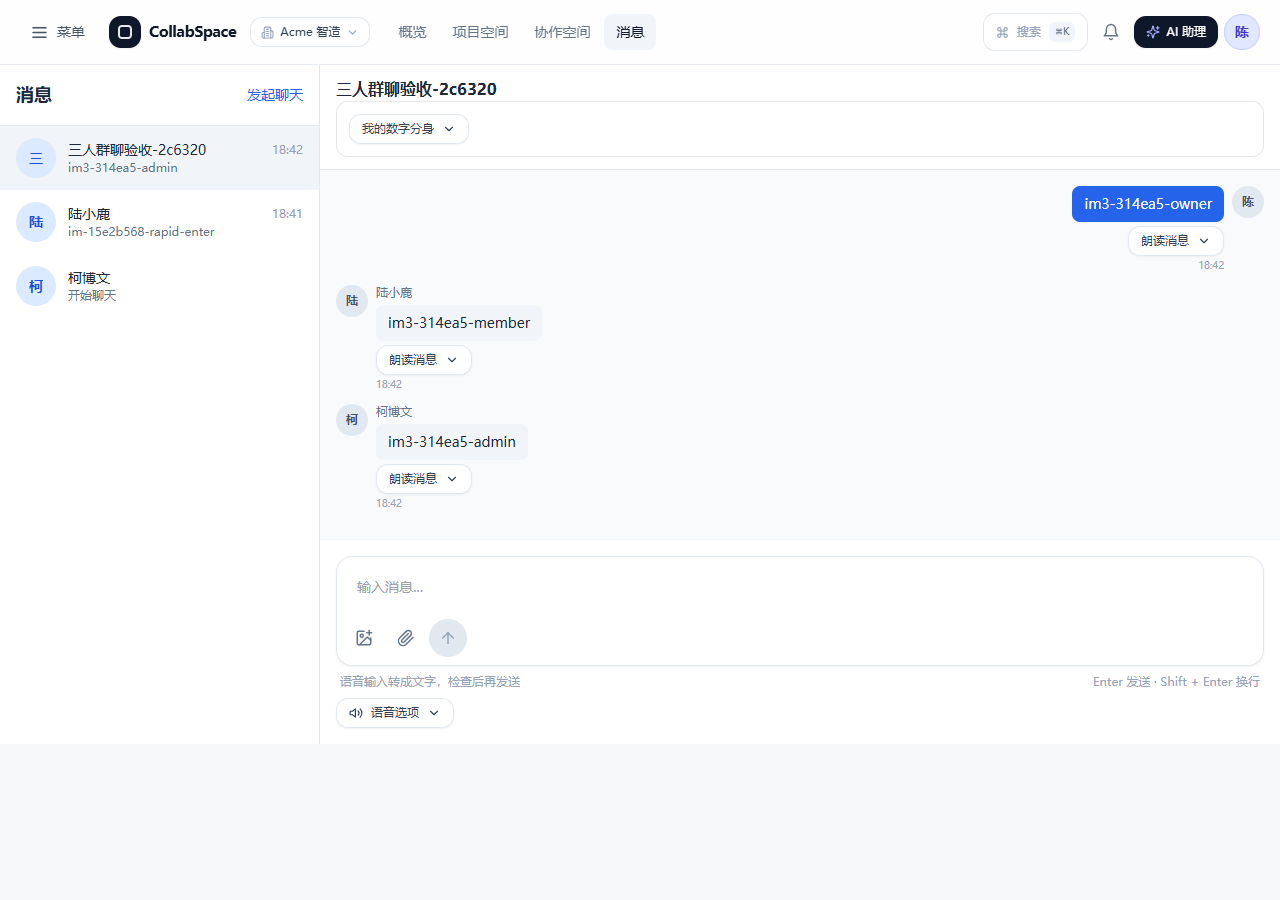 菜单
CollabSpace
Acme 智造
概览
项目空间
协作空间
消息
搜索
⌘K
AI 助理
陈
消息
发起聊天
三
三人群聊验收-2c6320
18:42
im3-314ea5-admin
陆
陆小鹿
18:41
im-15e2b568-rapid-enter
柯
柯博文
开始聊天
三人群聊验收-2c6320
我的数字分身
im3-314ea5-owner
陈
朗读消息
18:42
陆
陆小鹿
im3-314ea5-member
朗读消息
18:42
柯
柯博文
im3-314ea5-admin
朗读消息
18:42
输入消息...
语音输入转成文字，检查后再发送
Enter 发送 · Shift + Enter 换行
语音选项